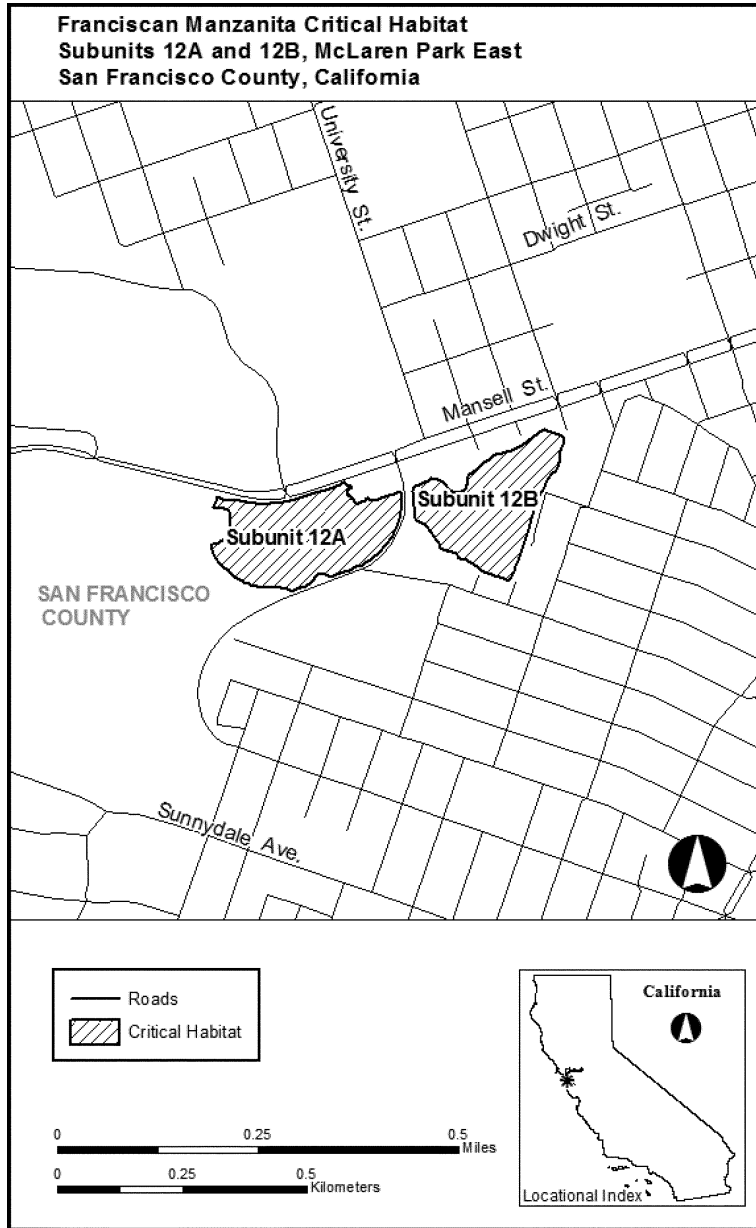 Franciscan Manzanita Critical Habitat
Subunits 12A and 12B, McLaren Park East
San Francisco County, California
University St.
Dwight St.
Mansell St.
Subunit 12B
Subunit 12A
SAN FRANCISCO
COUNTY
Sunnydale Ave.
Roads
Critical Habitat
California
0 0.25 0.5
Miles
0 0.25 0.5
Kilometers
Locational Index